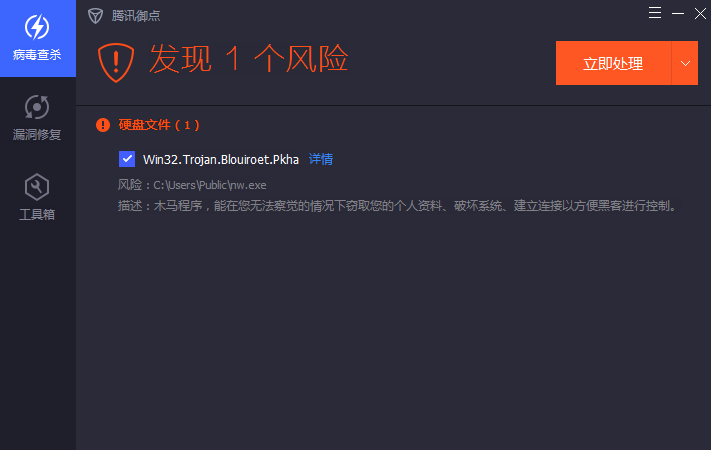 腾讯御点
病毒查杀
发现 1 个风险
立即处理
硬盘文件 ( 1 )
漏洞修复
Win32.Trojan.Blouiroet.Pkha 详情
风险：C:\Users\Public\nw.exe
描述：木马程序，能在您无法察觉的情况下窃取您的个人资料、破坏系统、建立连接以方便黑客进行控制。
工具箱